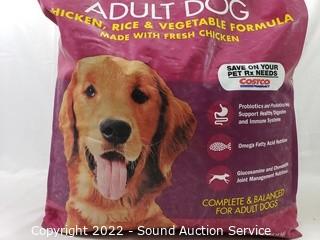 ADULT DOG
CHICKEN, RICE & VEGETABLE FORMULA
MADE WITH FRESH CHICKEN
SAVE ON YOUR
PET Rx NEEDS
COSTCO
Probiotics and Prebiotics Help
Support Healthy Digestive
and Immune Systems
Omega Fatty Acid Nutrition
Glucosamine and Chondroitin
Joint Management Nutrients
COMPLETE & BALANCED
FOR ADULT DOGS
Copyright 2022 - Sound Auction Service